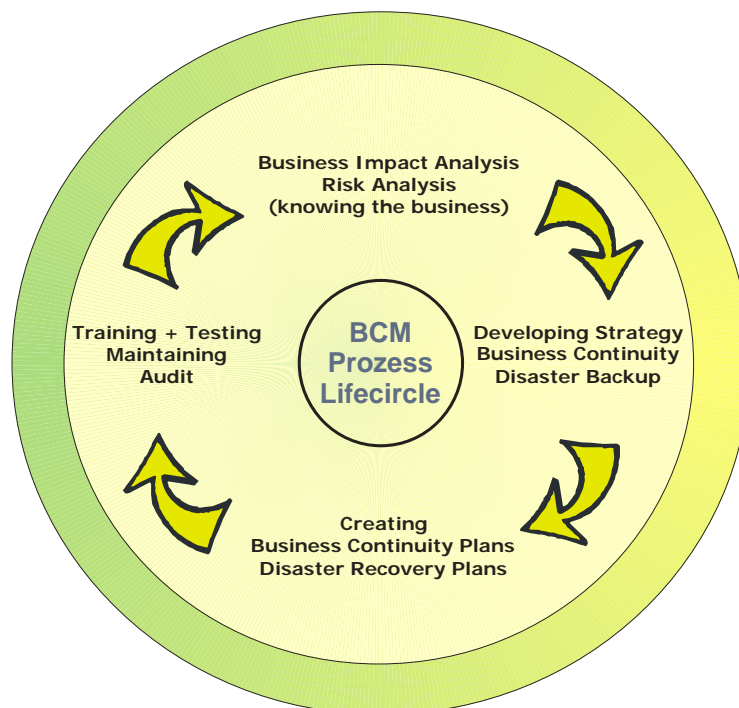 Business Impact Analysis
Risk Analysis
(knowing the business)
Training + Testing
Maintaining
Audit
BCM
Prozess
Lifecircle
Developing Strategy
Business Continuity
Disaster Backup
Creating
Business Continuity Plans
Disaster Recovery Plans